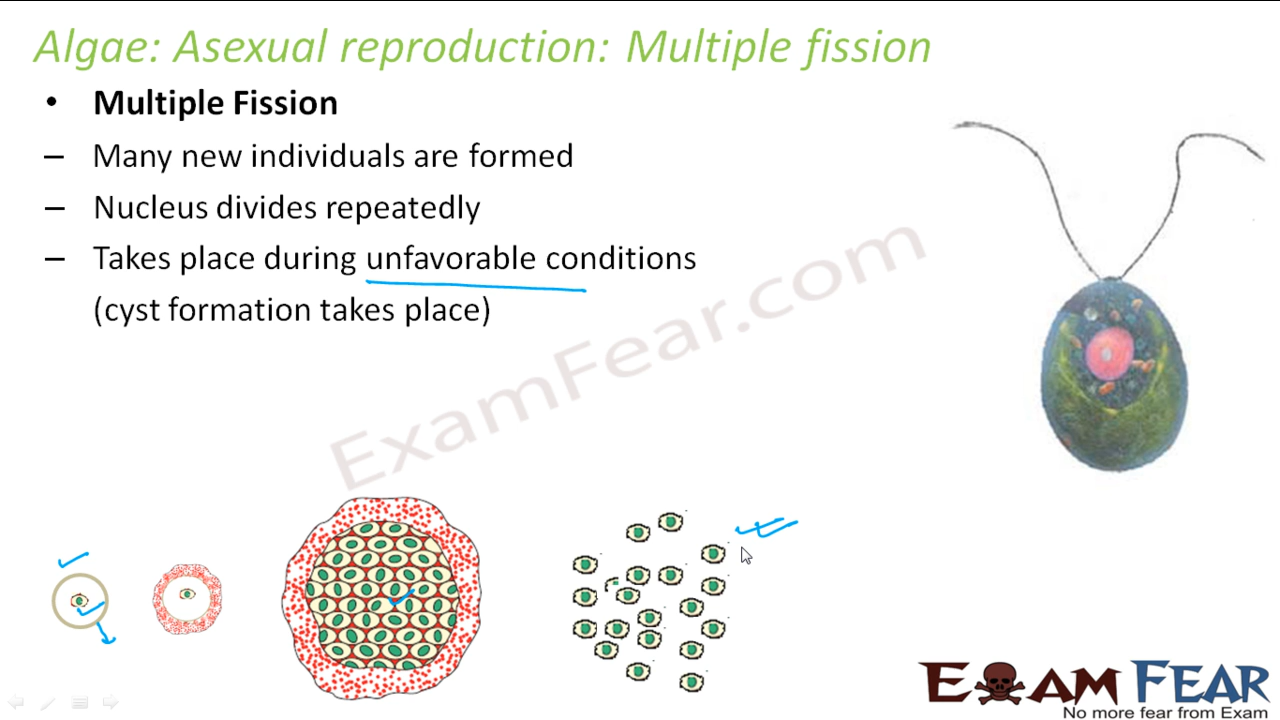 Algae: Asexual reproduction: Multiple fission
• Multiple Fission
– Many new individuals are formed
– Nucleus divides repeatedly
– Takes place during unfavorable conditions
(cyst formation takes place)
ExamFear.com
EXAM FEAR
No more fear from Exam